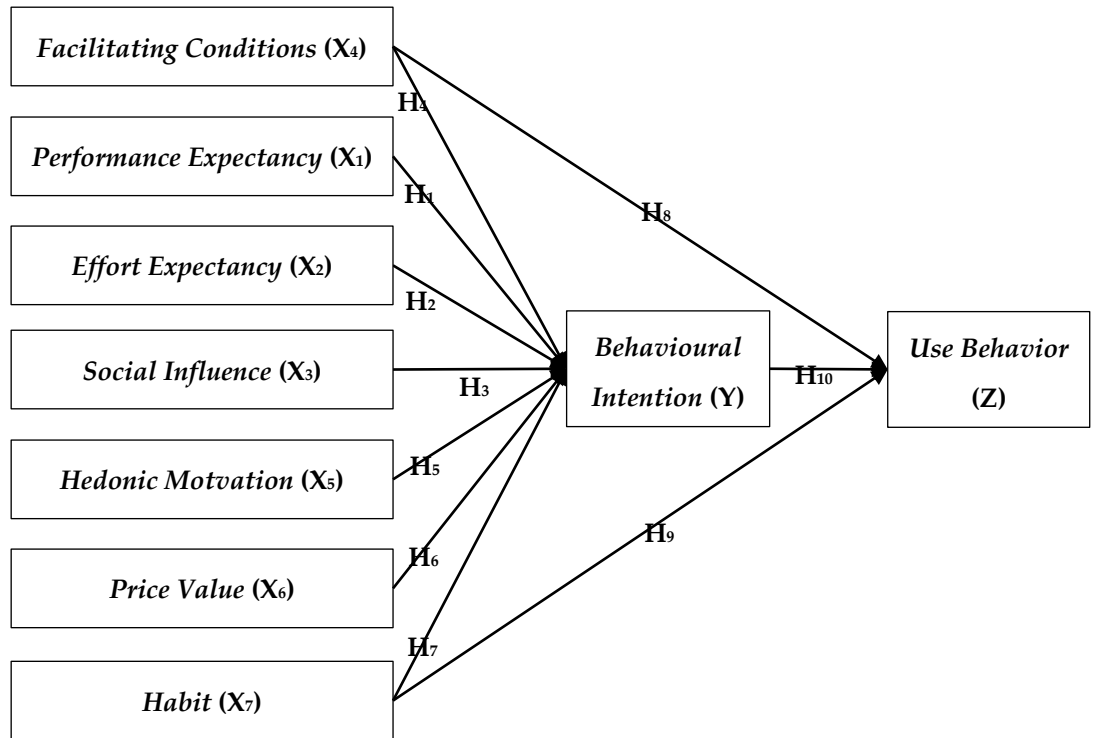 Facilitating Conditions (X₄)
H₄
Performance Expectancy (X₁)
H₁
H₈
Effort Expectancy (X₂)
H₂
Behavioural
Intention (Y)
Use Behavior
(Z)
Social Influence (X₃)
H₃
H₁₀
Hedonic Motvation (X₅)
H₅
H₉
Price Value (X₆)
H₆
H₇
Habit (X₇)